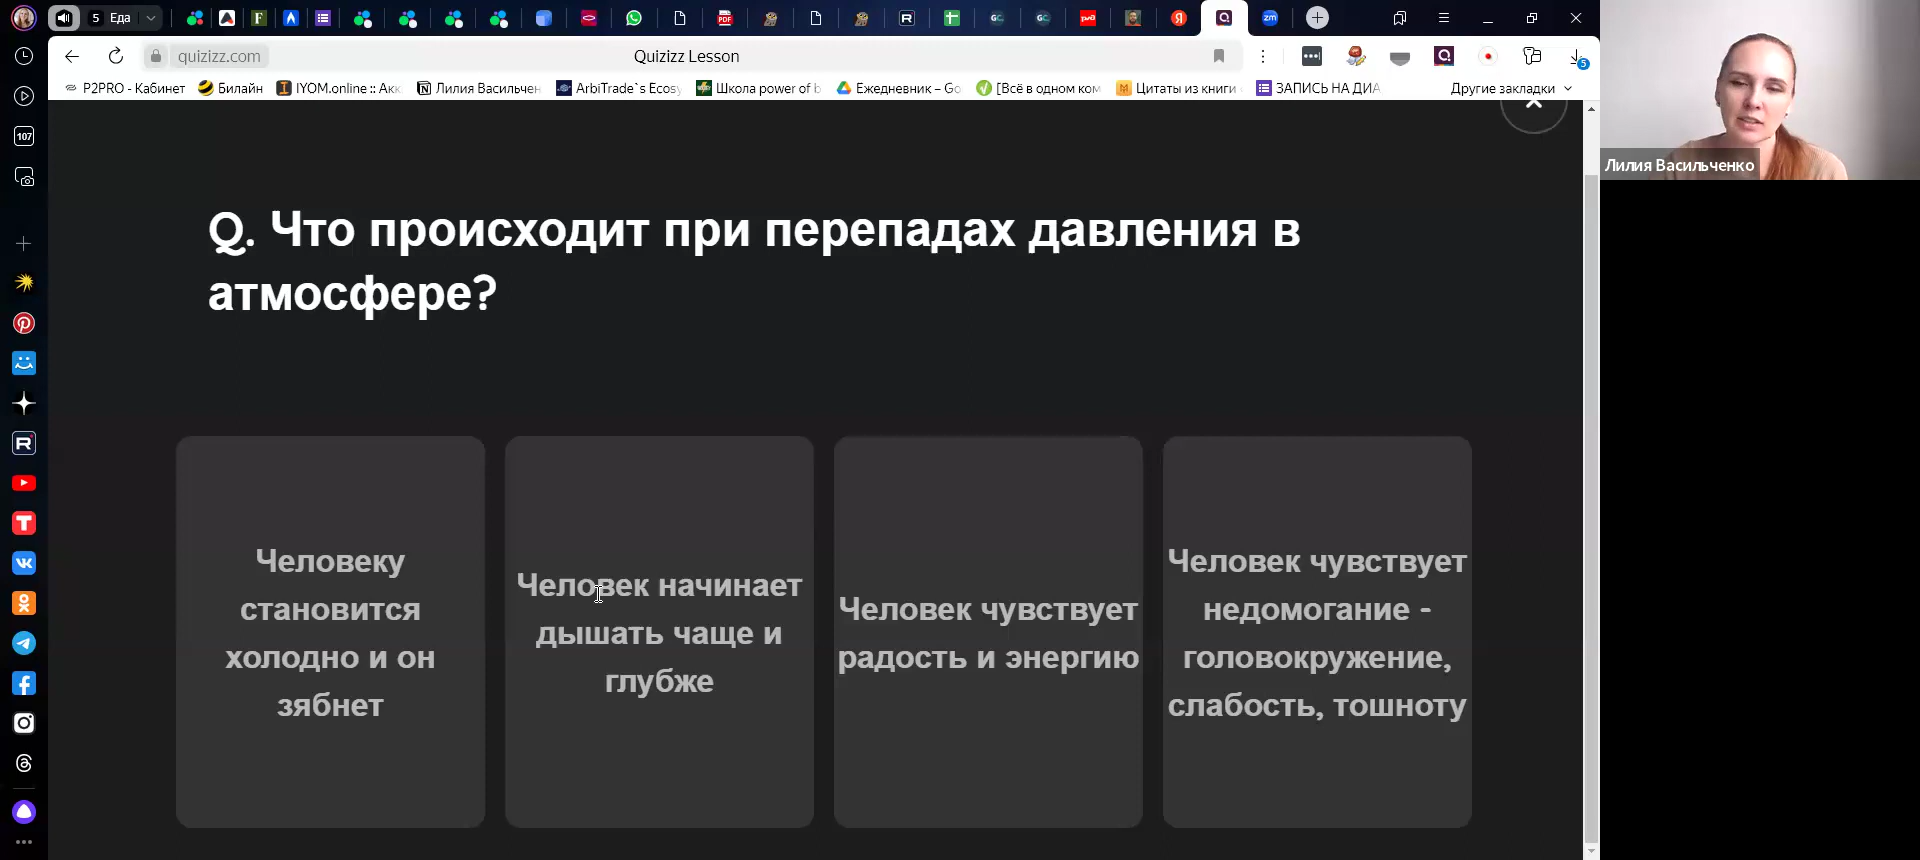 5 Еда
quizizz.com
Quizizz Lesson
5
P2PRO - Кабинет
Билайн
IYOM.online :: Акк
Лилия Васильчен
ArbiTrade`s Ecosy
Школа power of b
Ежедневник – Go
[Всё в одном ком
Цитаты из книги
ЗАПИСЬ НА ДИА
Другие закладки
107
Лилия Васильченко
Q. Что происходит при перепадах давления в
атмосфере?
Человеку
становится
холодно и он
зябнет
Человек начинает
дышать чаще и
глубже
Человек чувствует
радость и энергию
Человек чувствует
недомогание -
головокружение,
слабость, тошноту